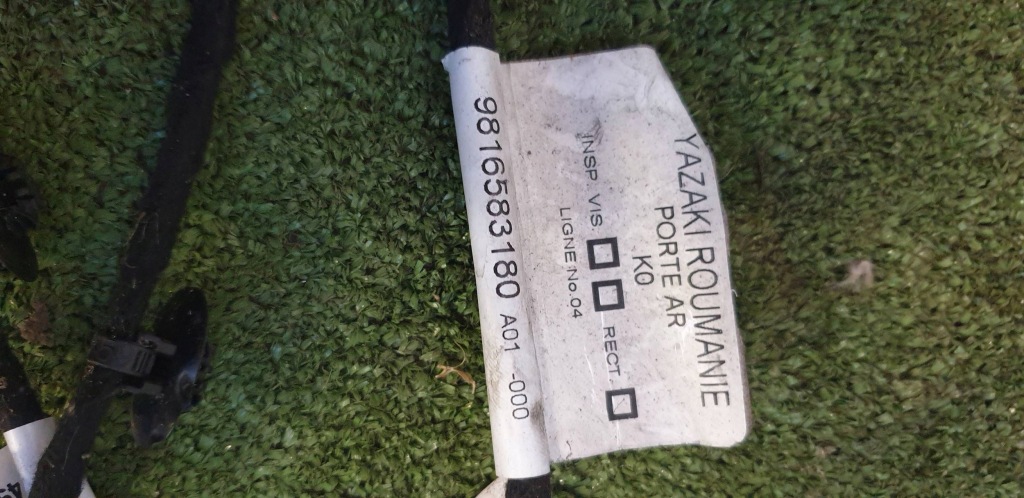 YAZAKI ROUMANIE
PORTE AR
K0
INSP VIS. RECT.
LIGNE No.04
9816583180 A01 -000